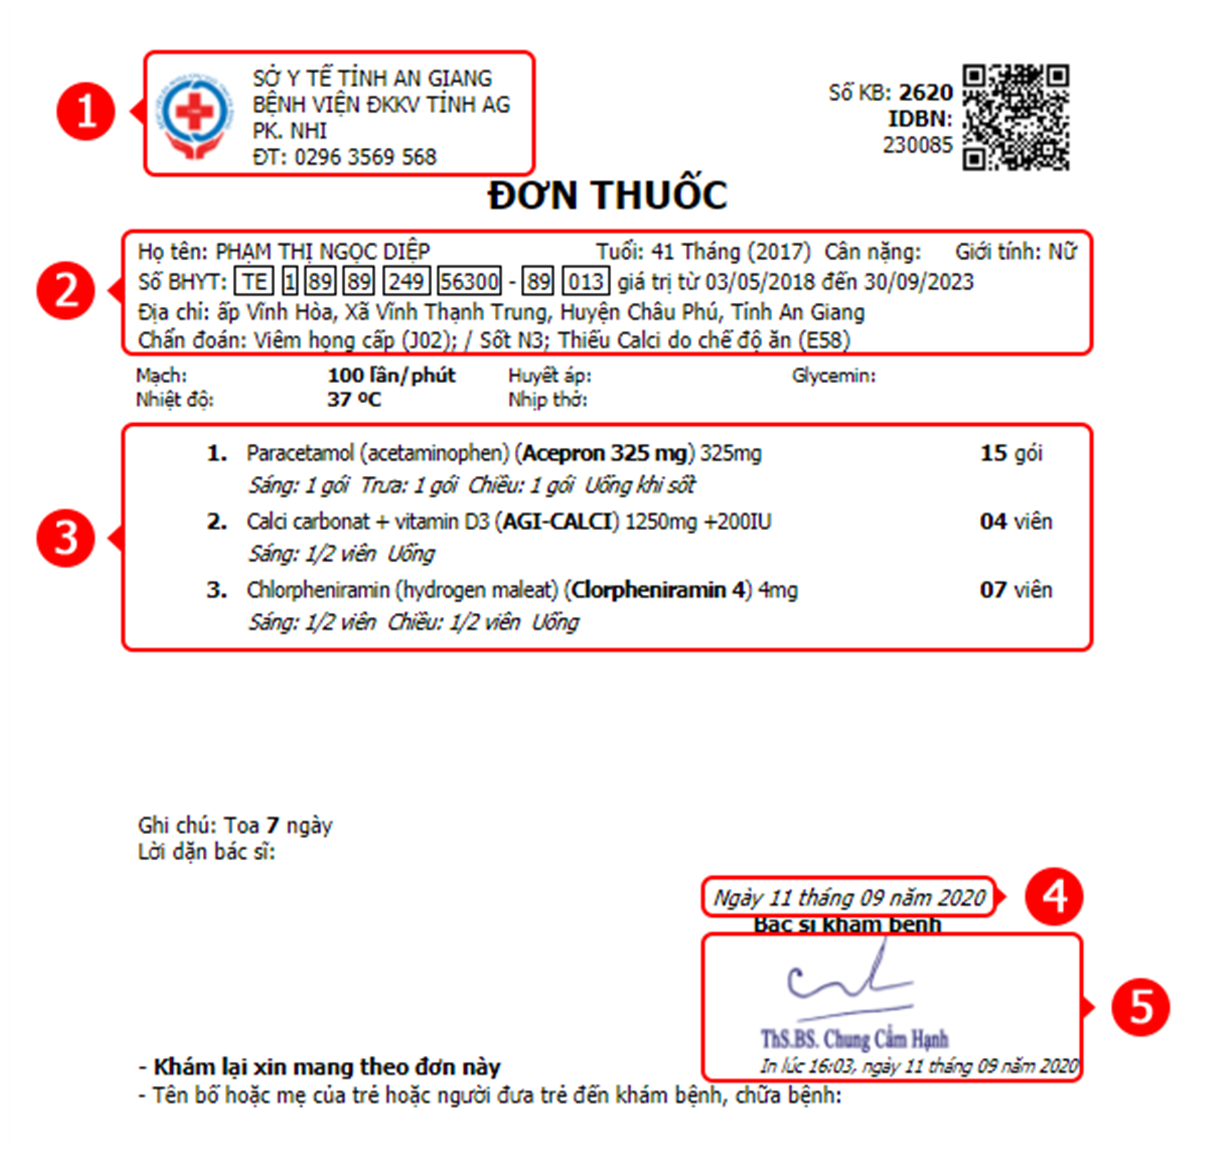 1
SỞ Y TẾ TỈNH AN GIANG
BỆNH VIỆN ĐKKV TỈNH AG
PK. NHI
ĐT: 0296 3569 568
Số KB: 2620
IDBN:
230085
ĐƠN THUỐC
2
Họ tên: PHẠM THỊ NGỌC DIỆP Tuổi: 41 Tháng (2017) Cân nặng: Giới tính: Nữ
Số BHYT: TE 1 89 89 249 56300 - 89 013 giá trị từ 03/05/2018 đến 30/09/2023
Địa chỉ: ấp Vĩnh Hòa, Xã Vĩnh Thạnh Trung, Huyện Châu Phú, Tỉnh An Giang
Chẩn đoán: Viêm họng cấp (J02); / Sốt N3; Thiếu Calci do chế độ ăn (E58)
Mạch: 100 lần/phút Huyết áp: Glycemin:
Nhiệt độ: 37 ºC Nhịp thở:
3
1. Paracetamol (acetaminophen) (Acepron 325 mg) 325mg 15 gói
Sáng: 1 gói Trưa: 1 gói Chiều: 1 gói Uống khi sốt
2. Calci carbonat + vitamin D3 (AGI-CALCI) 1250mg +200IU 04 viên
Sáng: 1/2 viên Uống
3. Chlorpheniramin (hydrogen maleat) (Clorpheniramin 4) 4mg 07 viên
Sáng: 1/2 viên Chiều: 1/2 viên Uống
Ghi chú: Toa 7 ngày
Lời dặn bác sĩ:
Ngày 11 tháng 09 năm 2020
4
Bác sĩ khám bệnh
5
ThS.BS. Chung Cẩm Hạnh
In lúc 16:03, ngày 11 tháng 09 năm 2020
- Khám lại xin mang theo đơn này
- Tên bố hoặc mẹ của trẻ hoặc người đưa trẻ đến khám bệnh, chữa bệnh: